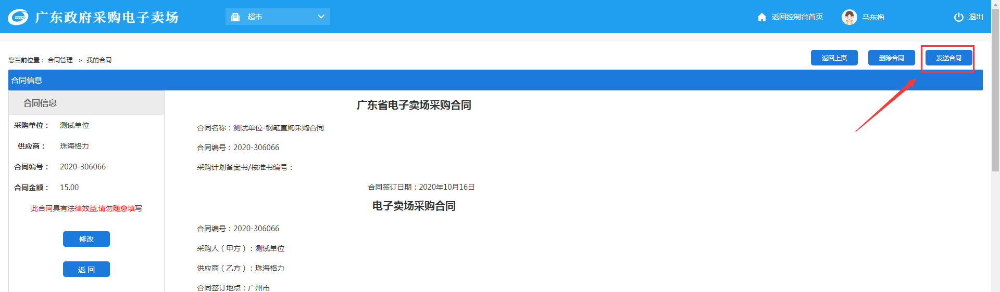 广东政府采购电子卖场
超市
返回控制台首页
马东梅
退出
您当前位置： 合同管理 > 我的合同
返回上页
删除合同
发送合同
合同信息
合同信息
采购单位： 测试单位
供应商： 珠海格力
合同编号： 2020-306066
合同金额： 15.00
此合同具有法律效益,请勿随意填写
修改
返 回
广东省电子卖场采购合同
合同名称：测试单位-钢笔直购采购合同
合同编号：2020-306066
采购计划备案书/核准书编号：
合同签订日期：2020年10月16日
电子卖场采购合同
合同编号：2020-306066
采购人（甲方）：测试单位
供应商（乙方）：珠海格力
合同签订地点：广州市